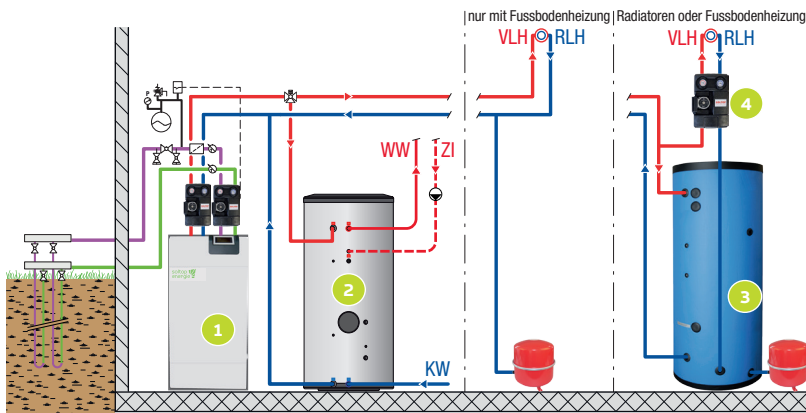 nur mit Fussbodenheizung
Radiatoren oder Fussbodenheizung
VLH RLH
VLH RLH
P
4
WW ZI
1
2
3
KW